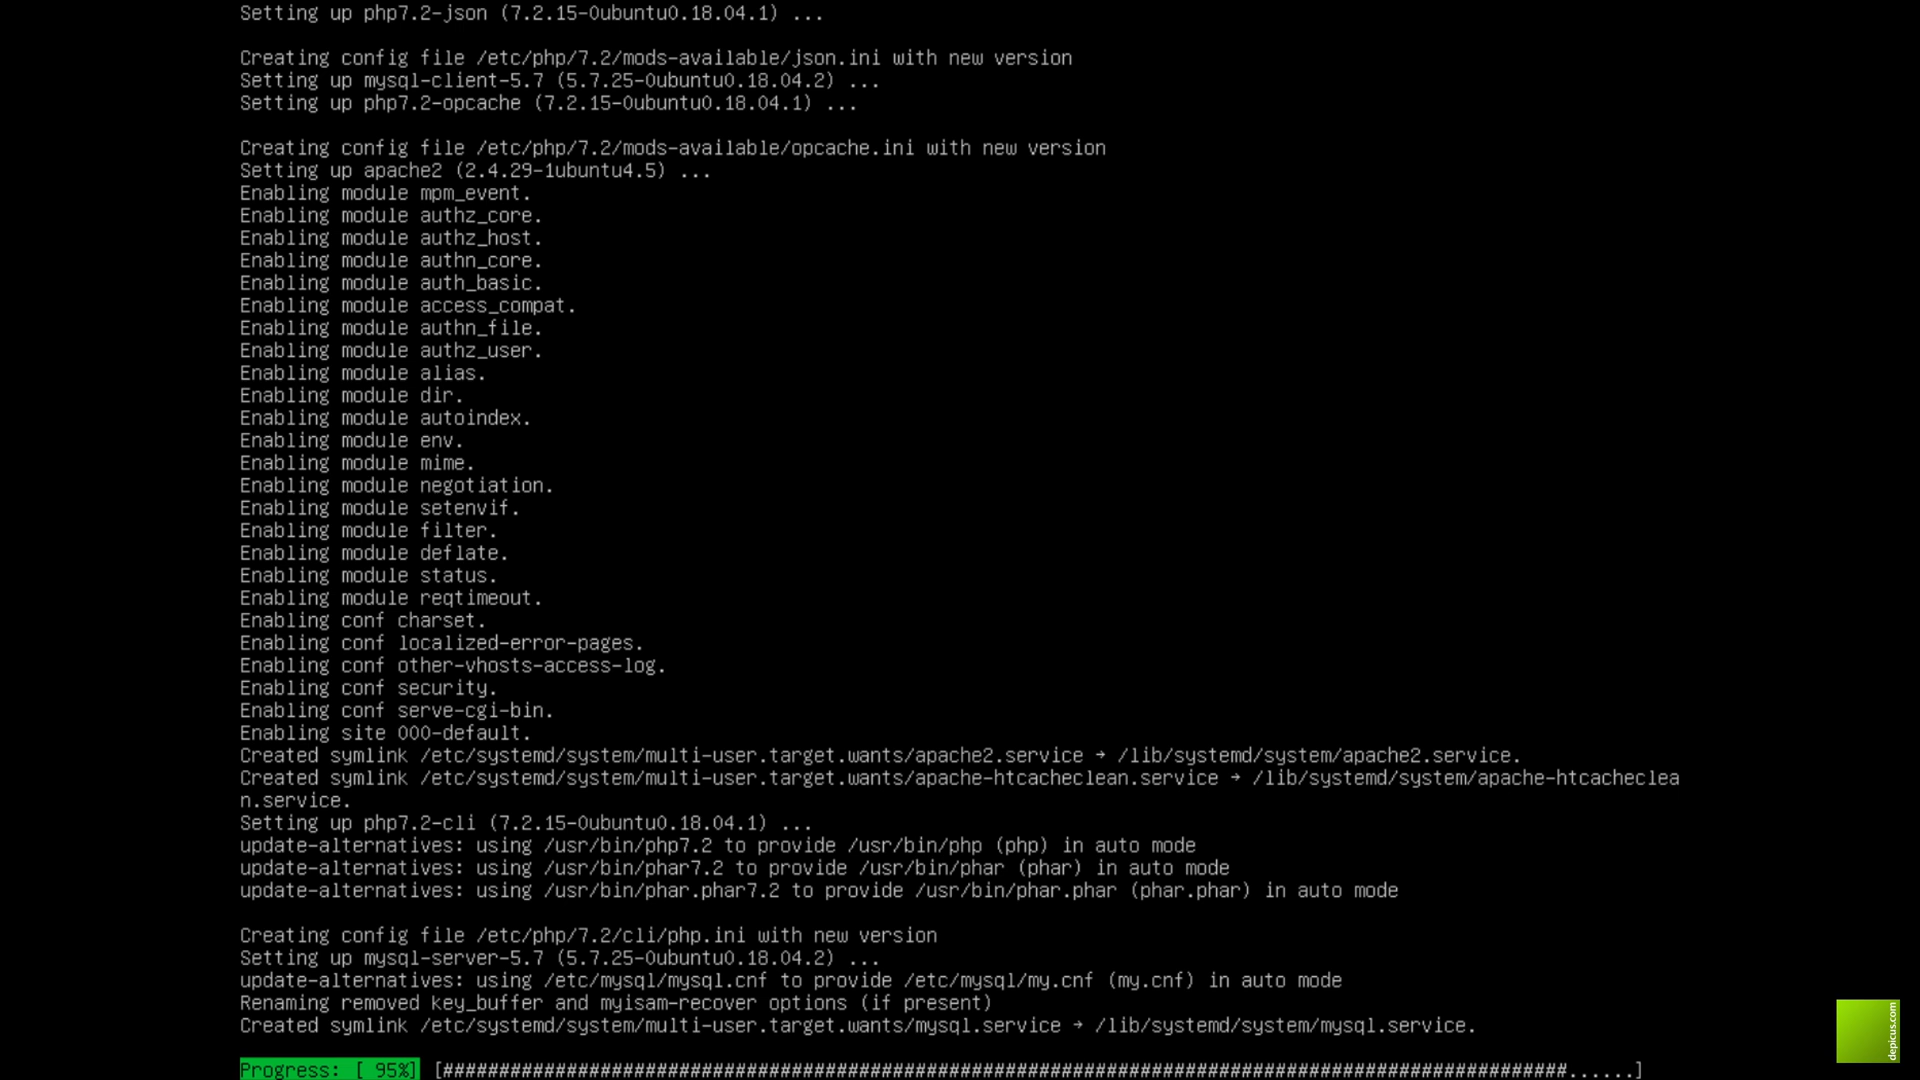 Setting up php7.2-json (7.2.15-0ubuntu0.18.04.1) ...
Creating config file /etc/php/7.2/mods-available/json.ini with new version
Setting up mysql-client-5.7 (5.7.25-0ubuntu0.18.04.2) ...
Setting up php7.2-opcache (7.2.15-0ubuntu0.18.04.1) ...
Creating config file /etc/php/7.2/mods-available/opcache.ini with new version
Setting up apache2 (2.4.29-1ubuntu4.5) ...
Enabling module mpm_event.
Enabling module authz_core.
Enabling module authz_host.
Enabling module authn_core.
Enabling module auth_basic.
Enabling module access_compat.
Enabling module authn_file.
Enabling module authz_user.
Enabling module alias.
Enabling module dir.
Enabling module autoindex.
Enabling module env.
Enabling module mime.
Enabling module negotiation.
Enabling module setenvif.
Enabling module filter.
Enabling module deflate.
Enabling module status.
Enabling module reqtimeout.
Enabling conf charset.
Enabling conf localized-error-pages.
Enabling conf other-vhosts-access-log.
Enabling conf security.
Enabling conf serve-cgi-bin.
Enabling site 000-default.
Created symlink /etc/systemd/system/multi-user.target.wants/apache2.service → /lib/systemd/system/apache2.service.
Created symlink /etc/systemd/system/multi-user.target.wants/apache-htcacheclean.service → /lib/systemd/system/apache-htcacheclea
n.service.
Setting up php7.2-cli (7.2.15-0ubuntu0.18.04.1) ...
update-alternatives: using /usr/bin/php7.2 to provide /usr/bin/php (php) in auto mode
update-alternatives: using /usr/bin/phar7.2 to provide /usr/bin/phar (phar) in auto mode
update-alternatives: using /usr/bin/phar.phar7.2 to provide /usr/bin/phar.phar (phar.phar) in auto mode
Creating config file /etc/php/7.2/cli/php.ini with new version
Setting up mysql-server-5.7 (5.7.25-0ubuntu0.18.04.2) ...
update-alternatives: using /etc/mysql/mysql.cnf to provide /etc/mysql/my.cnf (my.cnf) in auto mode
Renaming removed key_buffer and myisam-recover options (if present)
Created symlink /etc/systemd/system/multi-user.target.wants/mysql.service → /lib/systemd/system/mysql.service.
Progress: [ 95%] [####################################################################################################......]
depicus.com